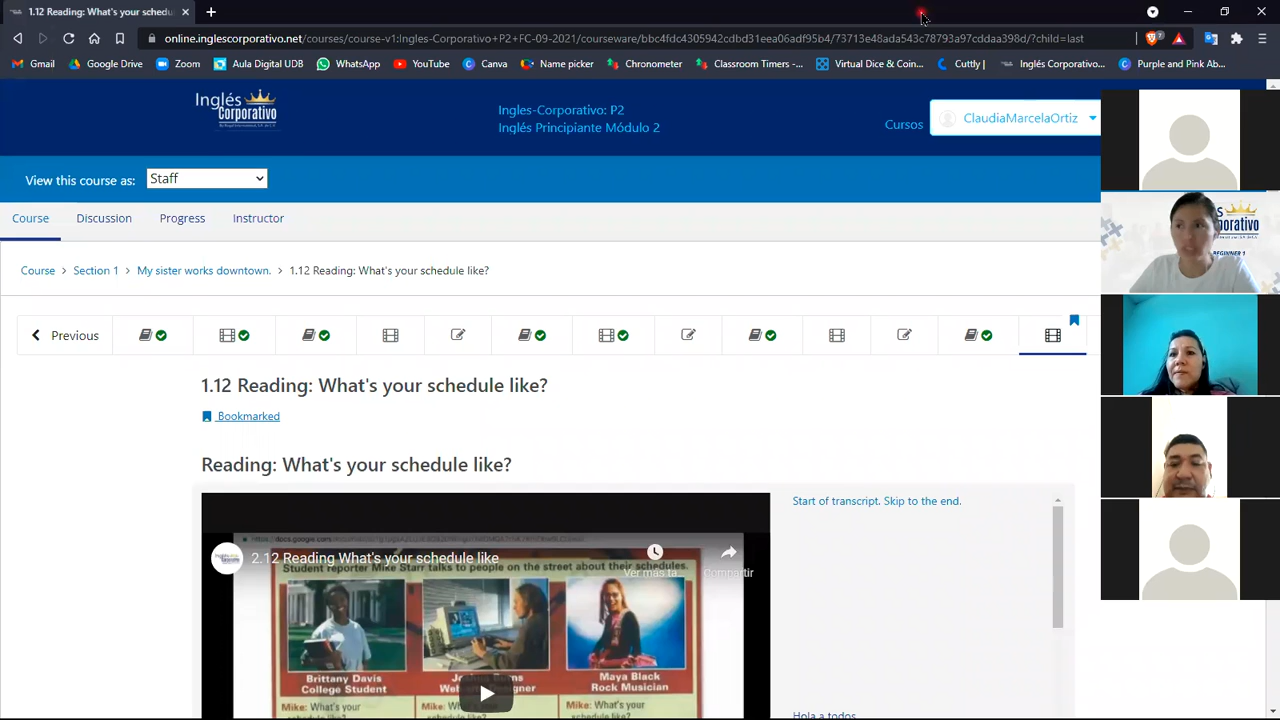 1.12 Reading: What's your schedu
online.inglescorporativo.net/courses/course-v1:Ingles-Corporativo+P2+FC-09-2021/courseware/bbc4fdc4305942cdbd31eea06adf95b4/73713e48ada543c78793a97cddaa398d/?child=last
Gmail
Google Drive
Zoom
Aula Digital UDB
WhatsApp
YouTube
Canva
Name picker
Chronometer
Classroom Timers -...
Virtual Dice & Coin...
Cuttly |
Inglés Corporativo...
Purple and Pink Ab...
Inglés
Corporativo
Ingles-Corporativo: P2
Inglés Principiante Módulo 2
Cursos
ClaudiaMarcelaOrtiz
View this course as:
Staff
Course
Discussion
Progress
Instructor
Course > Section 1 > My sister works downtown. > 1.12 Reading: What's your schedule like?
Previous
1.12 Reading: What's your schedule like?
Bookmarked
Reading: What's your schedule like?
Start of transcript. Skip to the end.
2.12 Reading What's your schedule like
Compartir
Student reporter Mike Starr talks to people on the street about their schedules.
Brittany Davis
College Student
Maya Black
Rock Musician
Mike: What's your
Mike: What's your
Mike: What's your
Hola a todos
BEGINNER 1